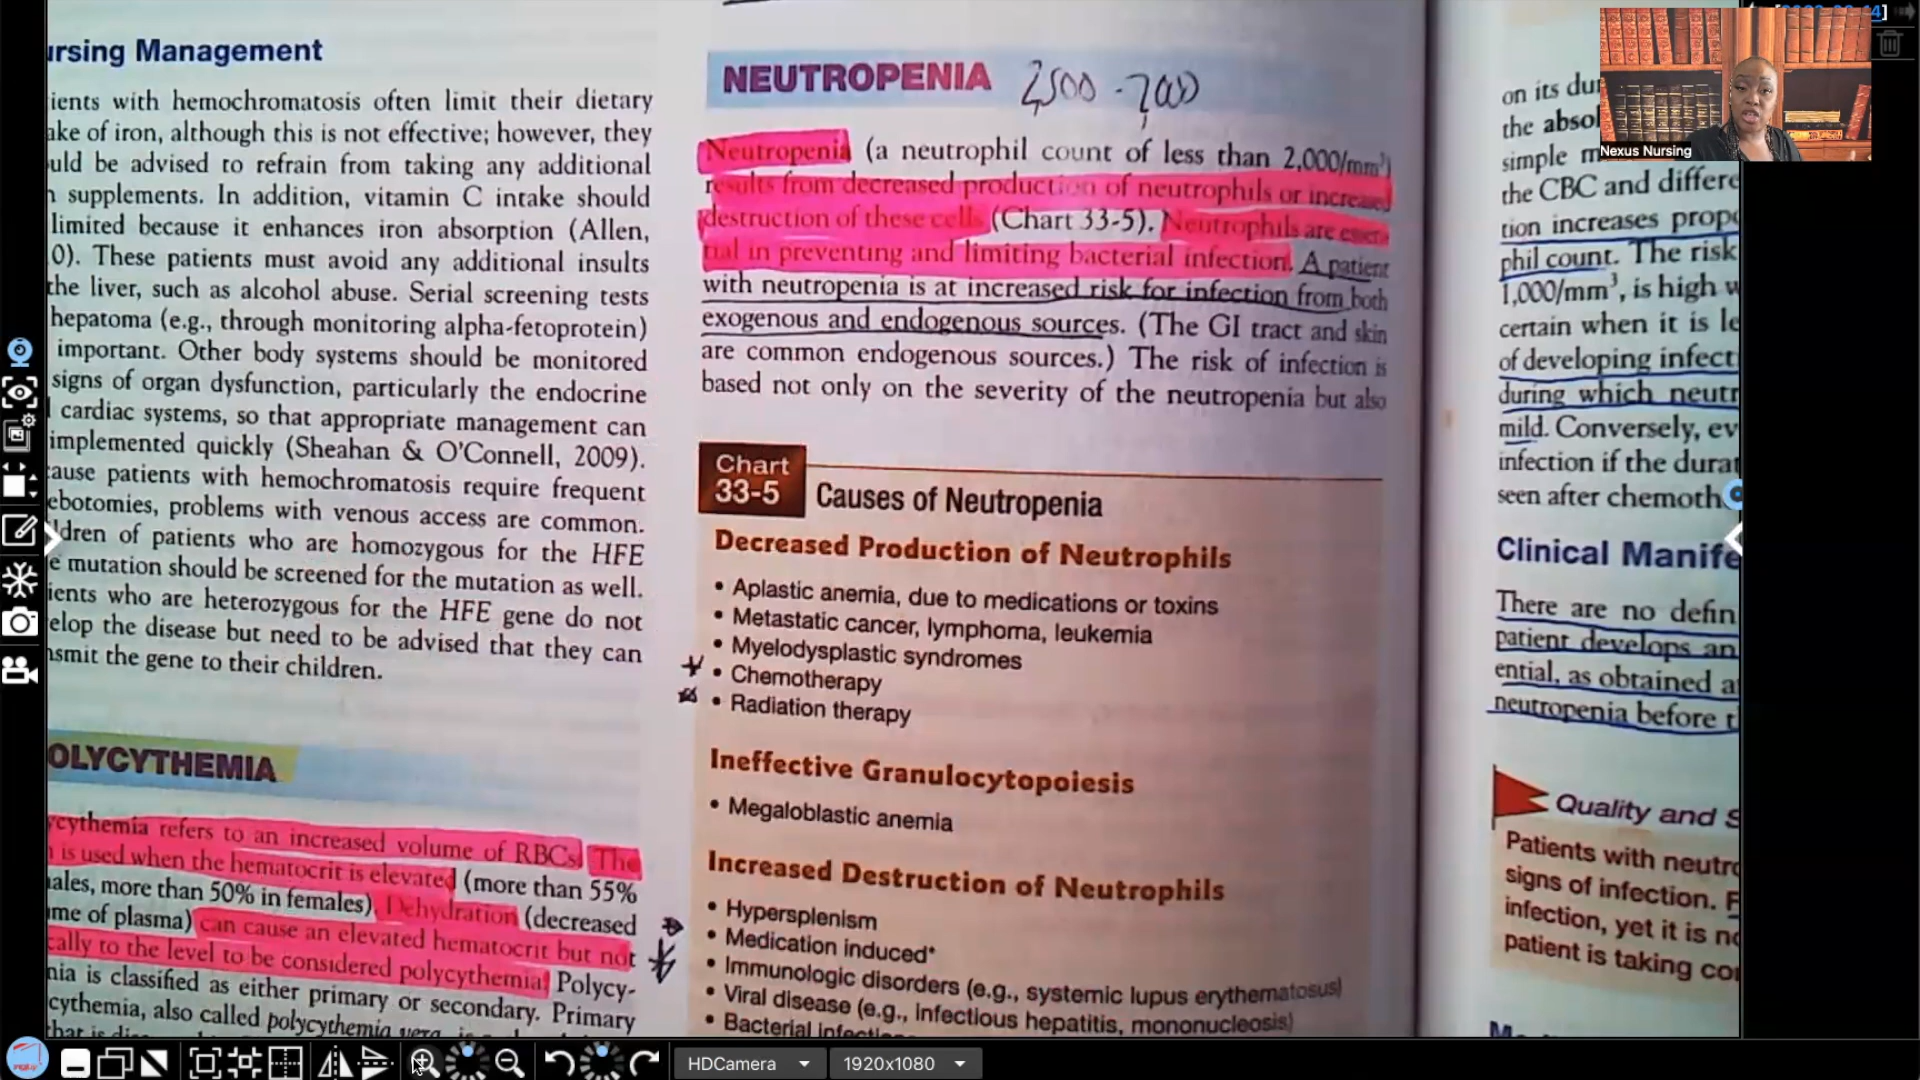 ursing Management
ients with hemochromatosis often limit their dietary
ake of iron, although this is not effective; however, they
uld be advised to refrain from taking any additional
supplements. In addition, vitamin C intake should
limited because it enhances iron absorption (Allen,
0). These patients must avoid any additional insults
the liver, such as alcohol abuse. Serial screening tests
hepatoma (e.g., through monitoring alpha-fetoprotein)
important. Other body systems should be monitored
signs of organ dysfunction, particularly the endocrine
cardiac systems, so that appropriate management can
implemented quickly (Sheahan & O'Connell, 2009).
ause patients with hemochromatosis require frequent
ebotomies, problems with venous access are common.
ldren of patients who are homozygous for the HFE
e mutation should be screened for the mutation as well.
ients who are heterozygous for the HFE gene do not
elop the disease but need to be advised that they can
nsmit the gene to their children.
OLYCYTHEMIA
ycythemia refers to an increased volume of RBCs. The
is used when the hematocrit is elevated (more than 55%
ales, more than 50% in females). Dehydration (decreased
me of plasma) can cause an elevated hematocrit but not
cally to the level to be considered polycythemia. Polycy-
nia is classified as either primary or secondary. Primary
cythemia, also called polycythemia vera,
NEUTROPENIA 2500 - 7000
Neutropenia (a neutrophil count of less than 2,000/mm³)
results from decreased production of neutrophils or increased
destruction of these cells (Chart 33-5). Neutrophils are essen-
tial in preventing and limiting bacterial infection. A patient
with neutropenia is at increased risk for infection from both
exogenous and endogenous sources. (The GI tract and skin
are common endogenous sources.) The risk of infection is
based not only on the severity of the neutropenia but also
Chart
33-5
Causes of Neutropenia
Decreased Production of Neutrophils
• Aplastic anemia, due to medications or toxins
• Metastatic cancer, lymphoma, leukemia
• Myelodysplastic syndromes
• Chemotherapy
• Radiation therapy
Ineffective Granulocytopoiesis
• Megaloblastic anemia
Increased Destruction of Neutrophils
• Hypersplenism
• Medication induced*
• Immunologic disorders (e.g., systemic lupus erythematosus)
• Viral disease (e.g., infectious hepatitis, mononucleosis)
• Bacterial
on its dur
the absol
simple m
the CBC and differe
tion increases propo
phil count. The risk
1,000/mm³, is high w
certain when it is le
of developing infect
during which neutr
mild. Conversely, ev
infection if the durat
seen after chemoth
Clinical Manife
There are no defin
patient develops an
ential, as obtained a
neutropenia before t
Quality and S
Patients with neutro
signs of infection. F
infection, yet it is no
patient is taking cor
Nexus Nursing
HDCamera
1920x1080